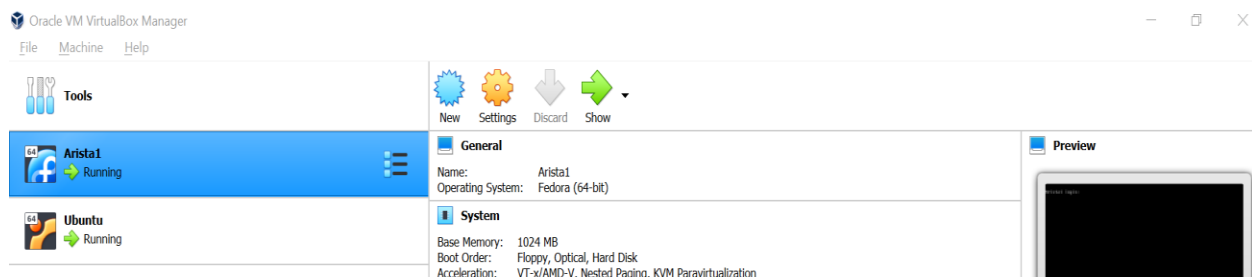 Oracle VM VirtualBox Manager
File Machine Help
Tools
New Settings Discard Show
64
Arista1
Running
64
Ubuntu
Running
General
Name: Arista1
Operating System: Fedora (64-bit)
System
Base Memory: 1024 MB
Boot Order: Floppy, Optical, Hard Disk
Acceleration: VT-x/AMD-V, Nested Paging, KVM Paravirtualization
Preview